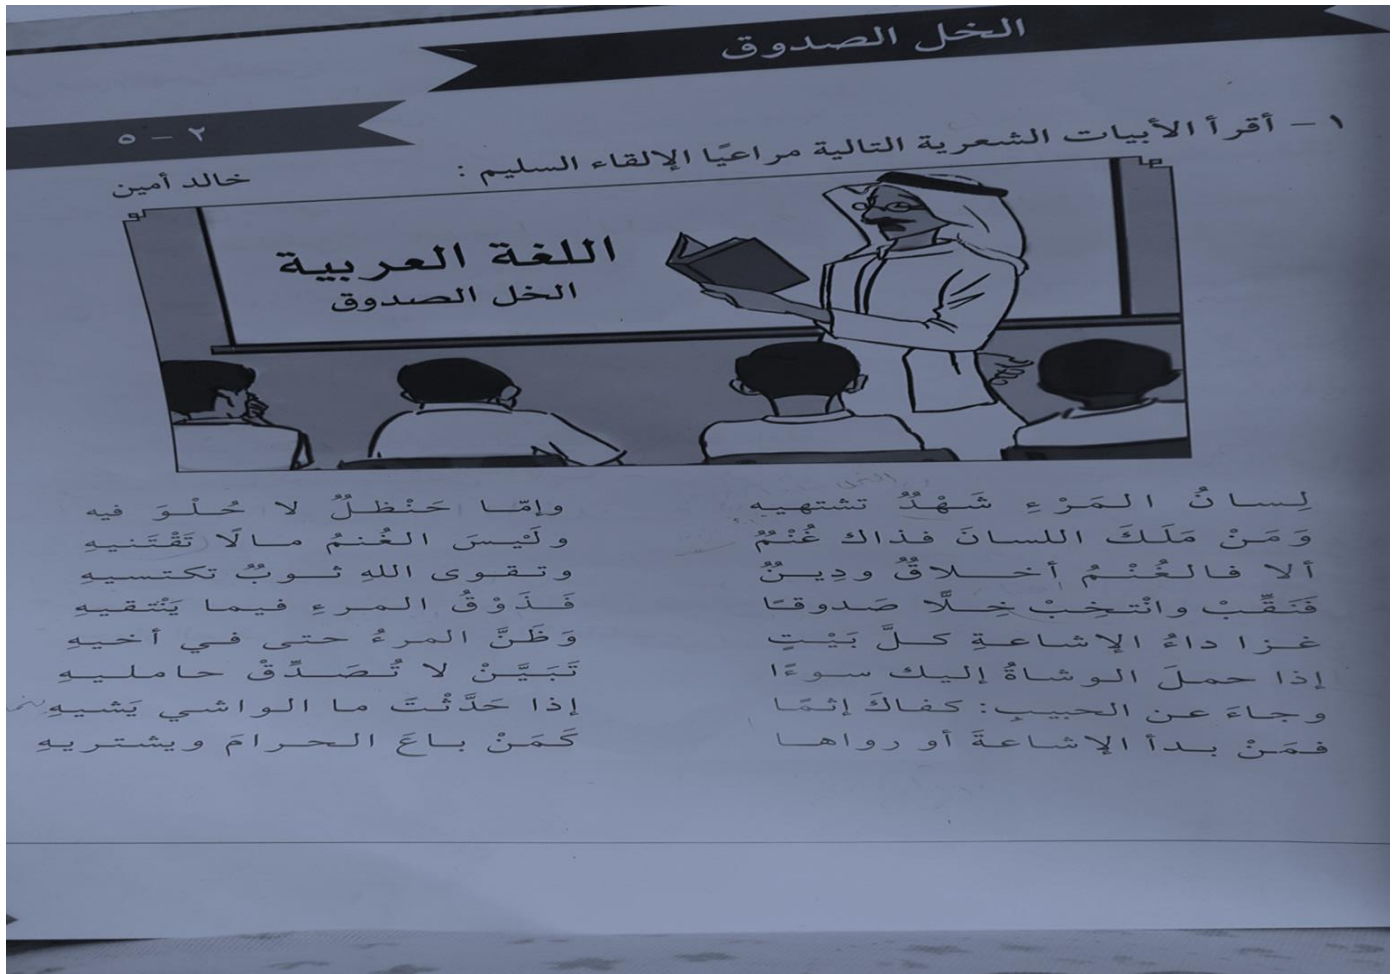 الخل الصدوق
٢ - ٥
١ - أقرأ الأبيات الشعرية التالية مراعيًا الإلقاء السليم :
خالد أمين
اللغة العربية
الخل الصدوق
لِسانُ المَرْءِ شَهْدٌ تشتهيه وإمّا حَنْظلٌ لا حُلْوَ فيه
وَمَنْ مَلَكَ اللسانَ فذاك غُنْمٌ ولَيْسَ الغُنمُ مالًا تَقْتَنيهِ
ألا فالغُنْمُ أخلاقٌ ودِينٌ وتقوى اللهِ ثوبٌ تكتسيهِ
فَنَقِّبْ وانْتخِبْ خِلًّا صَدوقًا فَذَوْقُ المرءِ فيما يَنْتقيهِ
غزا داءُ الإشاعةِ كلَّ بَيْتٍ وَظَنَّ المرءُ حتى في أخيهِ
إذا حملَ الوشاةُ إليك سوءًا تَبَيَّنْ لا تُصَدِّقْ حامليهِ
وجاءَ عن الحبيبِ: كفاكَ إثمًا إذا حَدَّثْتَ ما الواشي يَشيهِ
فمَنْ بدأ الإشاعةَ أو رواها كَمَنْ باعَ الحرامَ ويشتريهِ